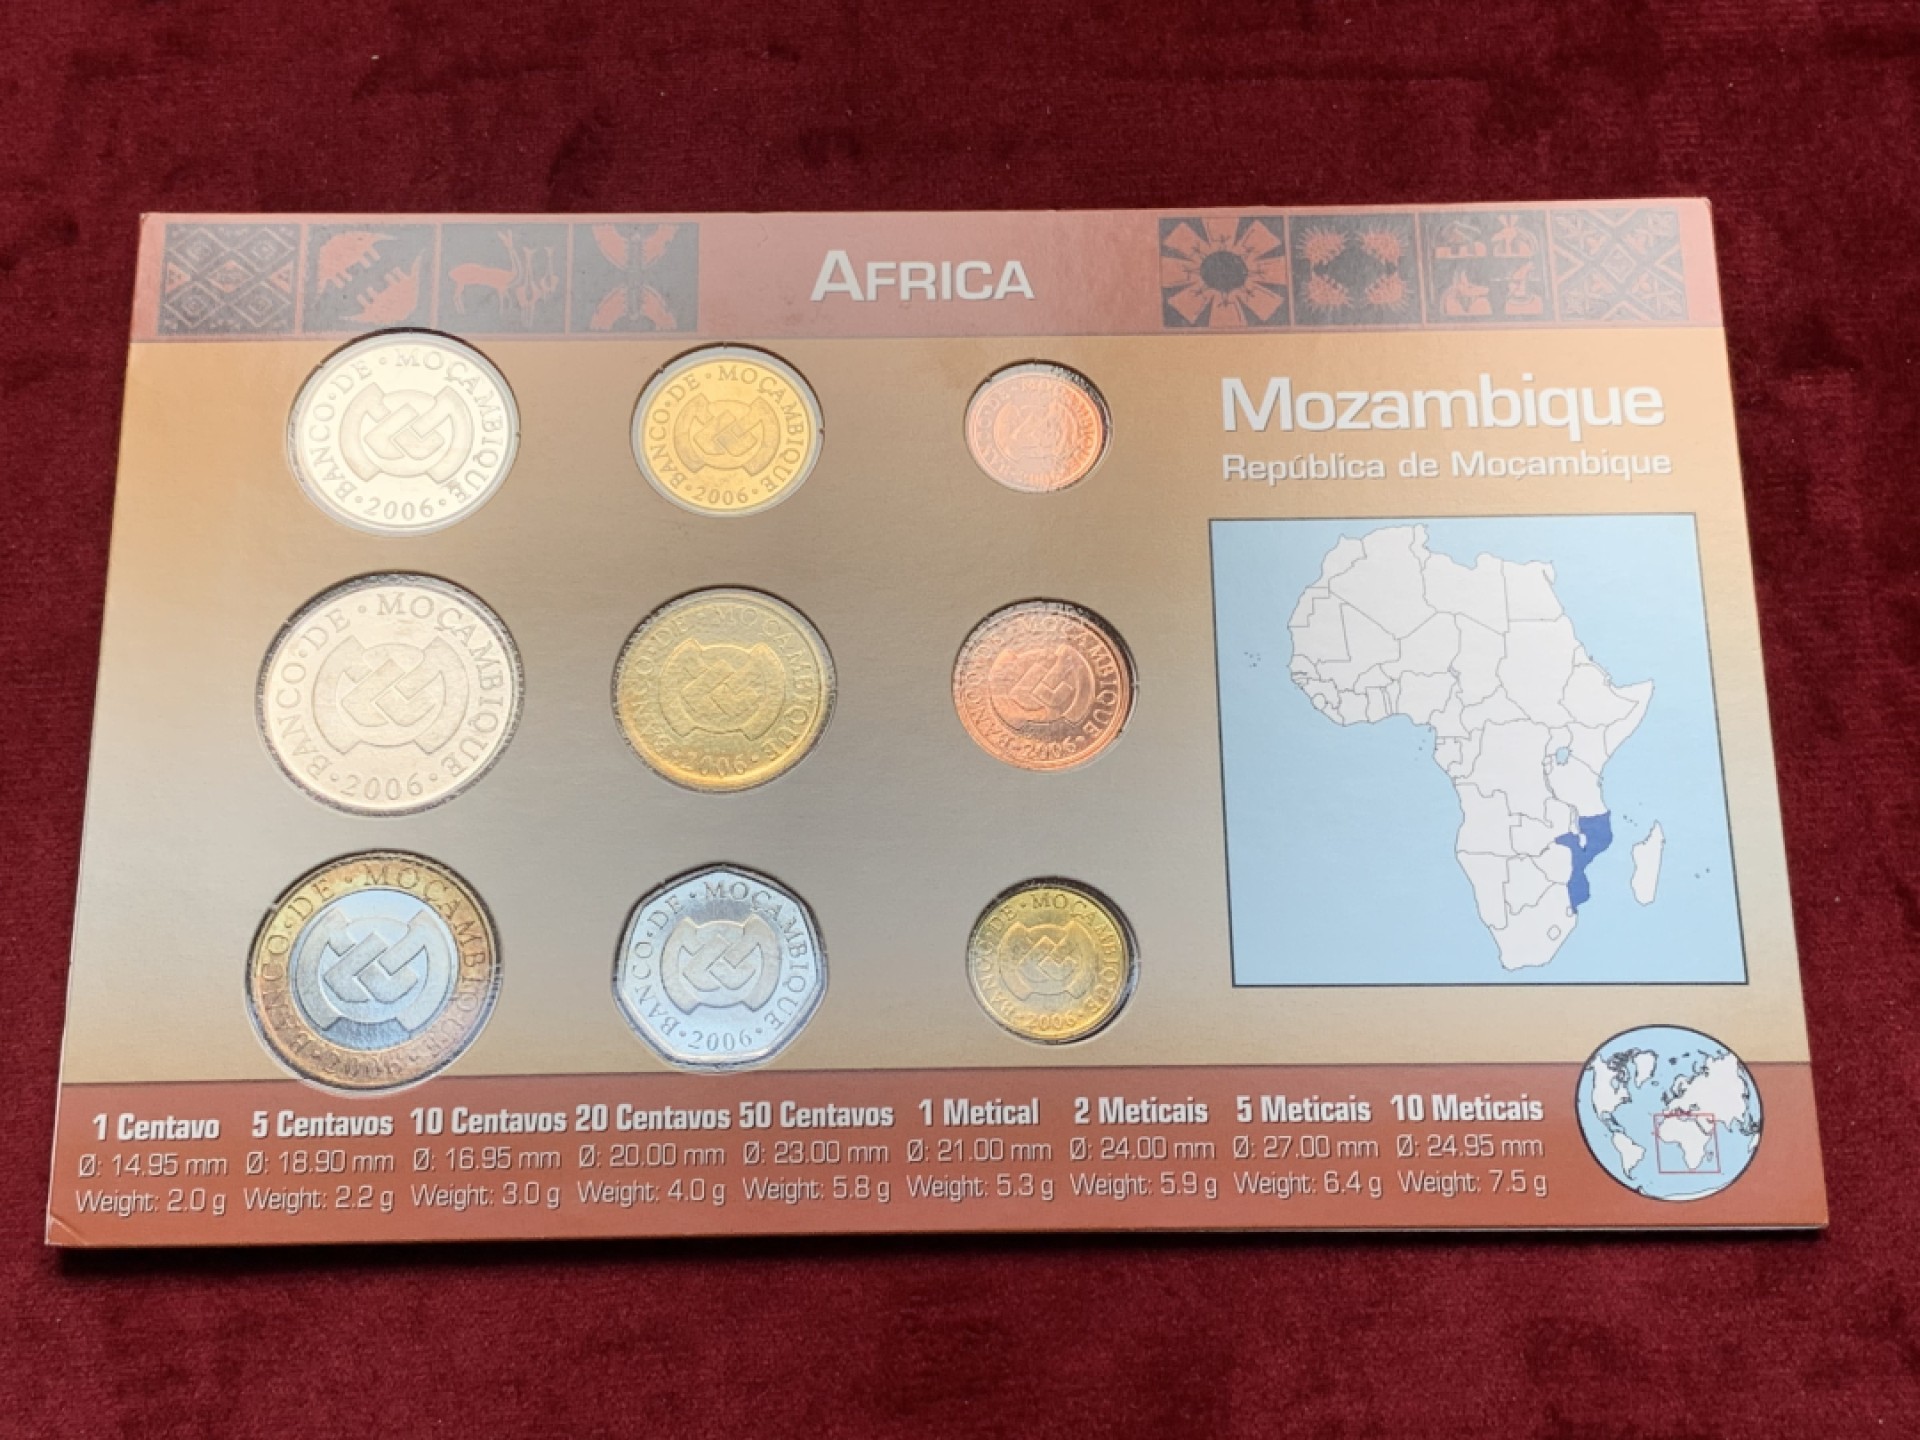 AFRICA
Mozambique
República de Moçambique
BANCO·DE·MOÇAMBIQUE
·2006·
BANCO·DE·MOÇAMBIQUE
·2006·
BANCO·DE·MOÇAMBIQUE
·2006·
BANCO·DE·MOÇAMBIQUE
·2006·
BANCO·DE·MOÇAMBIQUE
·2006·
BANCO·DE·MOÇAMBIQUE
·2006·
BANCO·DE·MOÇAMBIQUE
·2006·
BANCO·DE·MOÇAMBIQUE
·2006·
1 Centavo 5 Centavos 10 Centavos 20 Centavos 50 Centavos 1 Metical 2 Meticais 5 Meticais 10 Meticais
Ø: 14.95 mm Ø: 18.90 mm Ø: 16.95 mm Ø: 20.00 mm Ø: 23.00 mm Ø: 21.00 mm Ø: 24.00 mm Ø: 27.00 mm Ø: 24.95 mm
Weight: 2.0 g Weight: 2.2 g Weight: 3.0 g Weight: 4.0 g Weight: 5.8 g Weight: 5.3 g Weight: 5.9 g Weight: 6.4 g Weight: 7.5 g